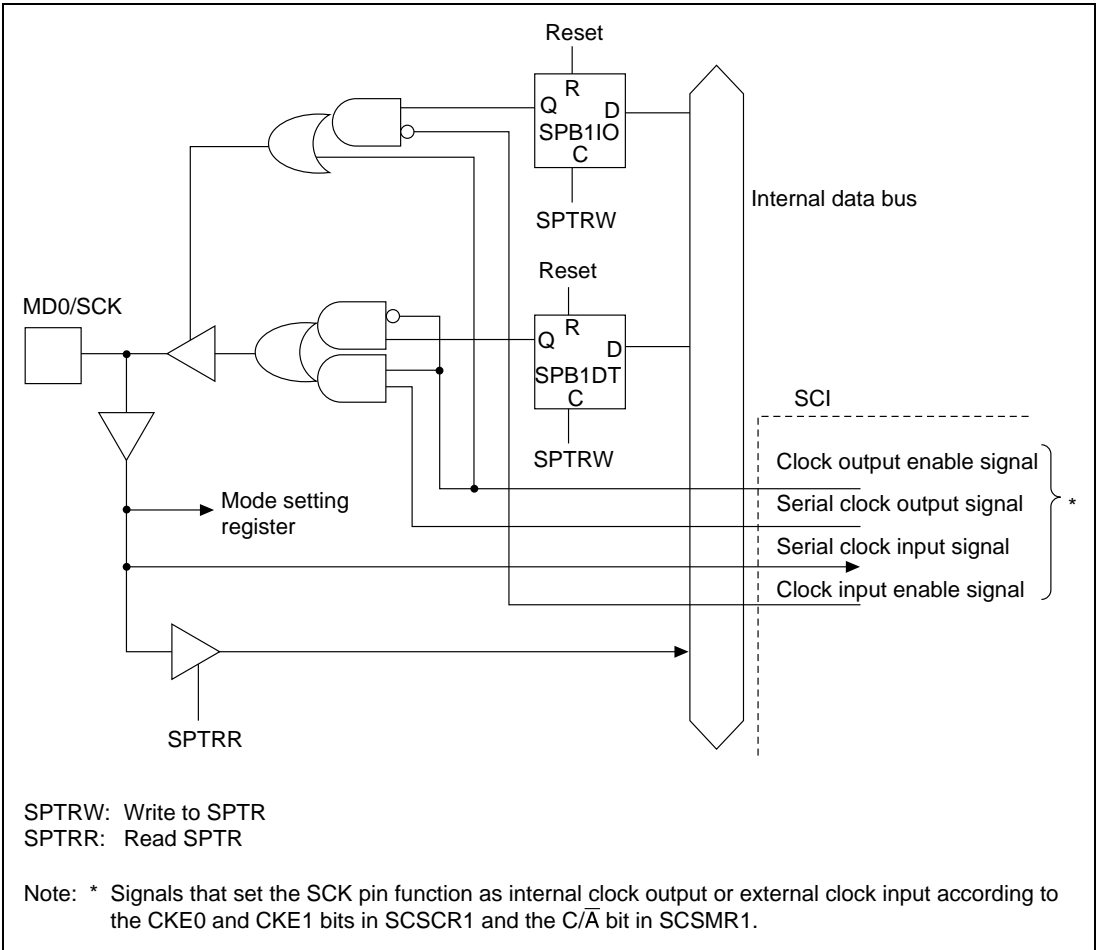 Reset
R
Q
D
SPB1IO
C
SPTRW
Internal data bus
Reset
MD0/SCK
R
Q
D
SPB1DT
C
SPTRW
SCI
Clock output enable signal
Serial clock output signal
*
Mode setting
register
Serial clock input signal
Clock input enable signal
SPTRR
SPTRW: Write to SPTR
SPTRR: Read SPTR
Note: * Signals that set the SCK pin function as internal clock output or external clock input according to
the CKE0 and CKE1 bits in SCSCR1 and the C/A̅ bit in SCSMR1.